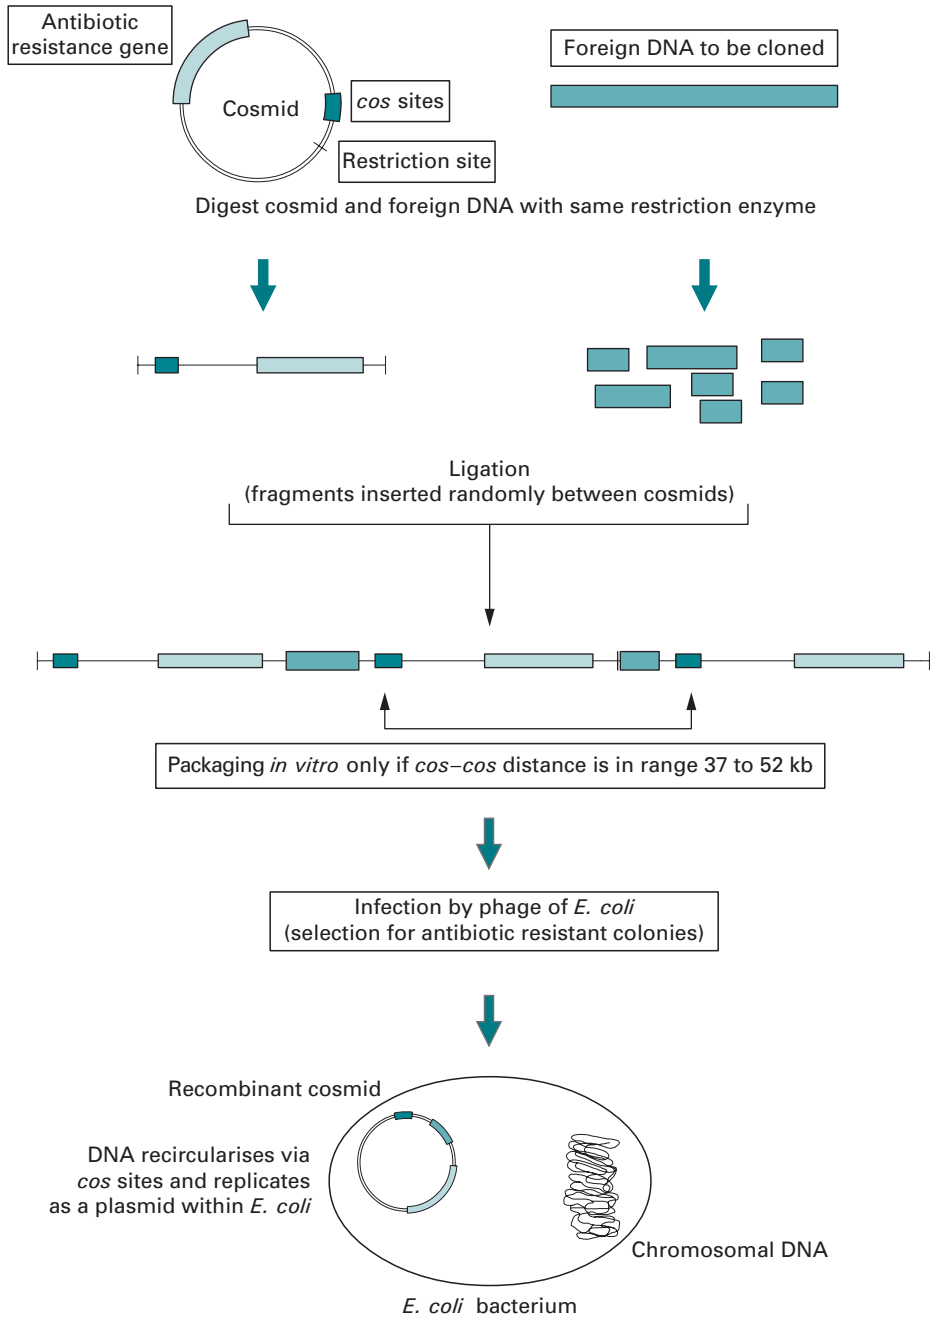 Antibiotic
resistance gene
Foreign DNA to be cloned
Cosmid
cos sites
Restriction site
Digest cosmid and foreign DNA with same restriction enzyme
Ligation
(fragments inserted randomly between cosmids)
Packaging in vitro only if cos–cos distance is in range 37 to 52 kb
Infection by phage of E. coli
(selection for antibiotic resistant colonies)
Recombinant cosmid
DNA recircularises via
cos sites and replicates
as a plasmid within E. coli
Chromosomal DNA
E. coli bacterium